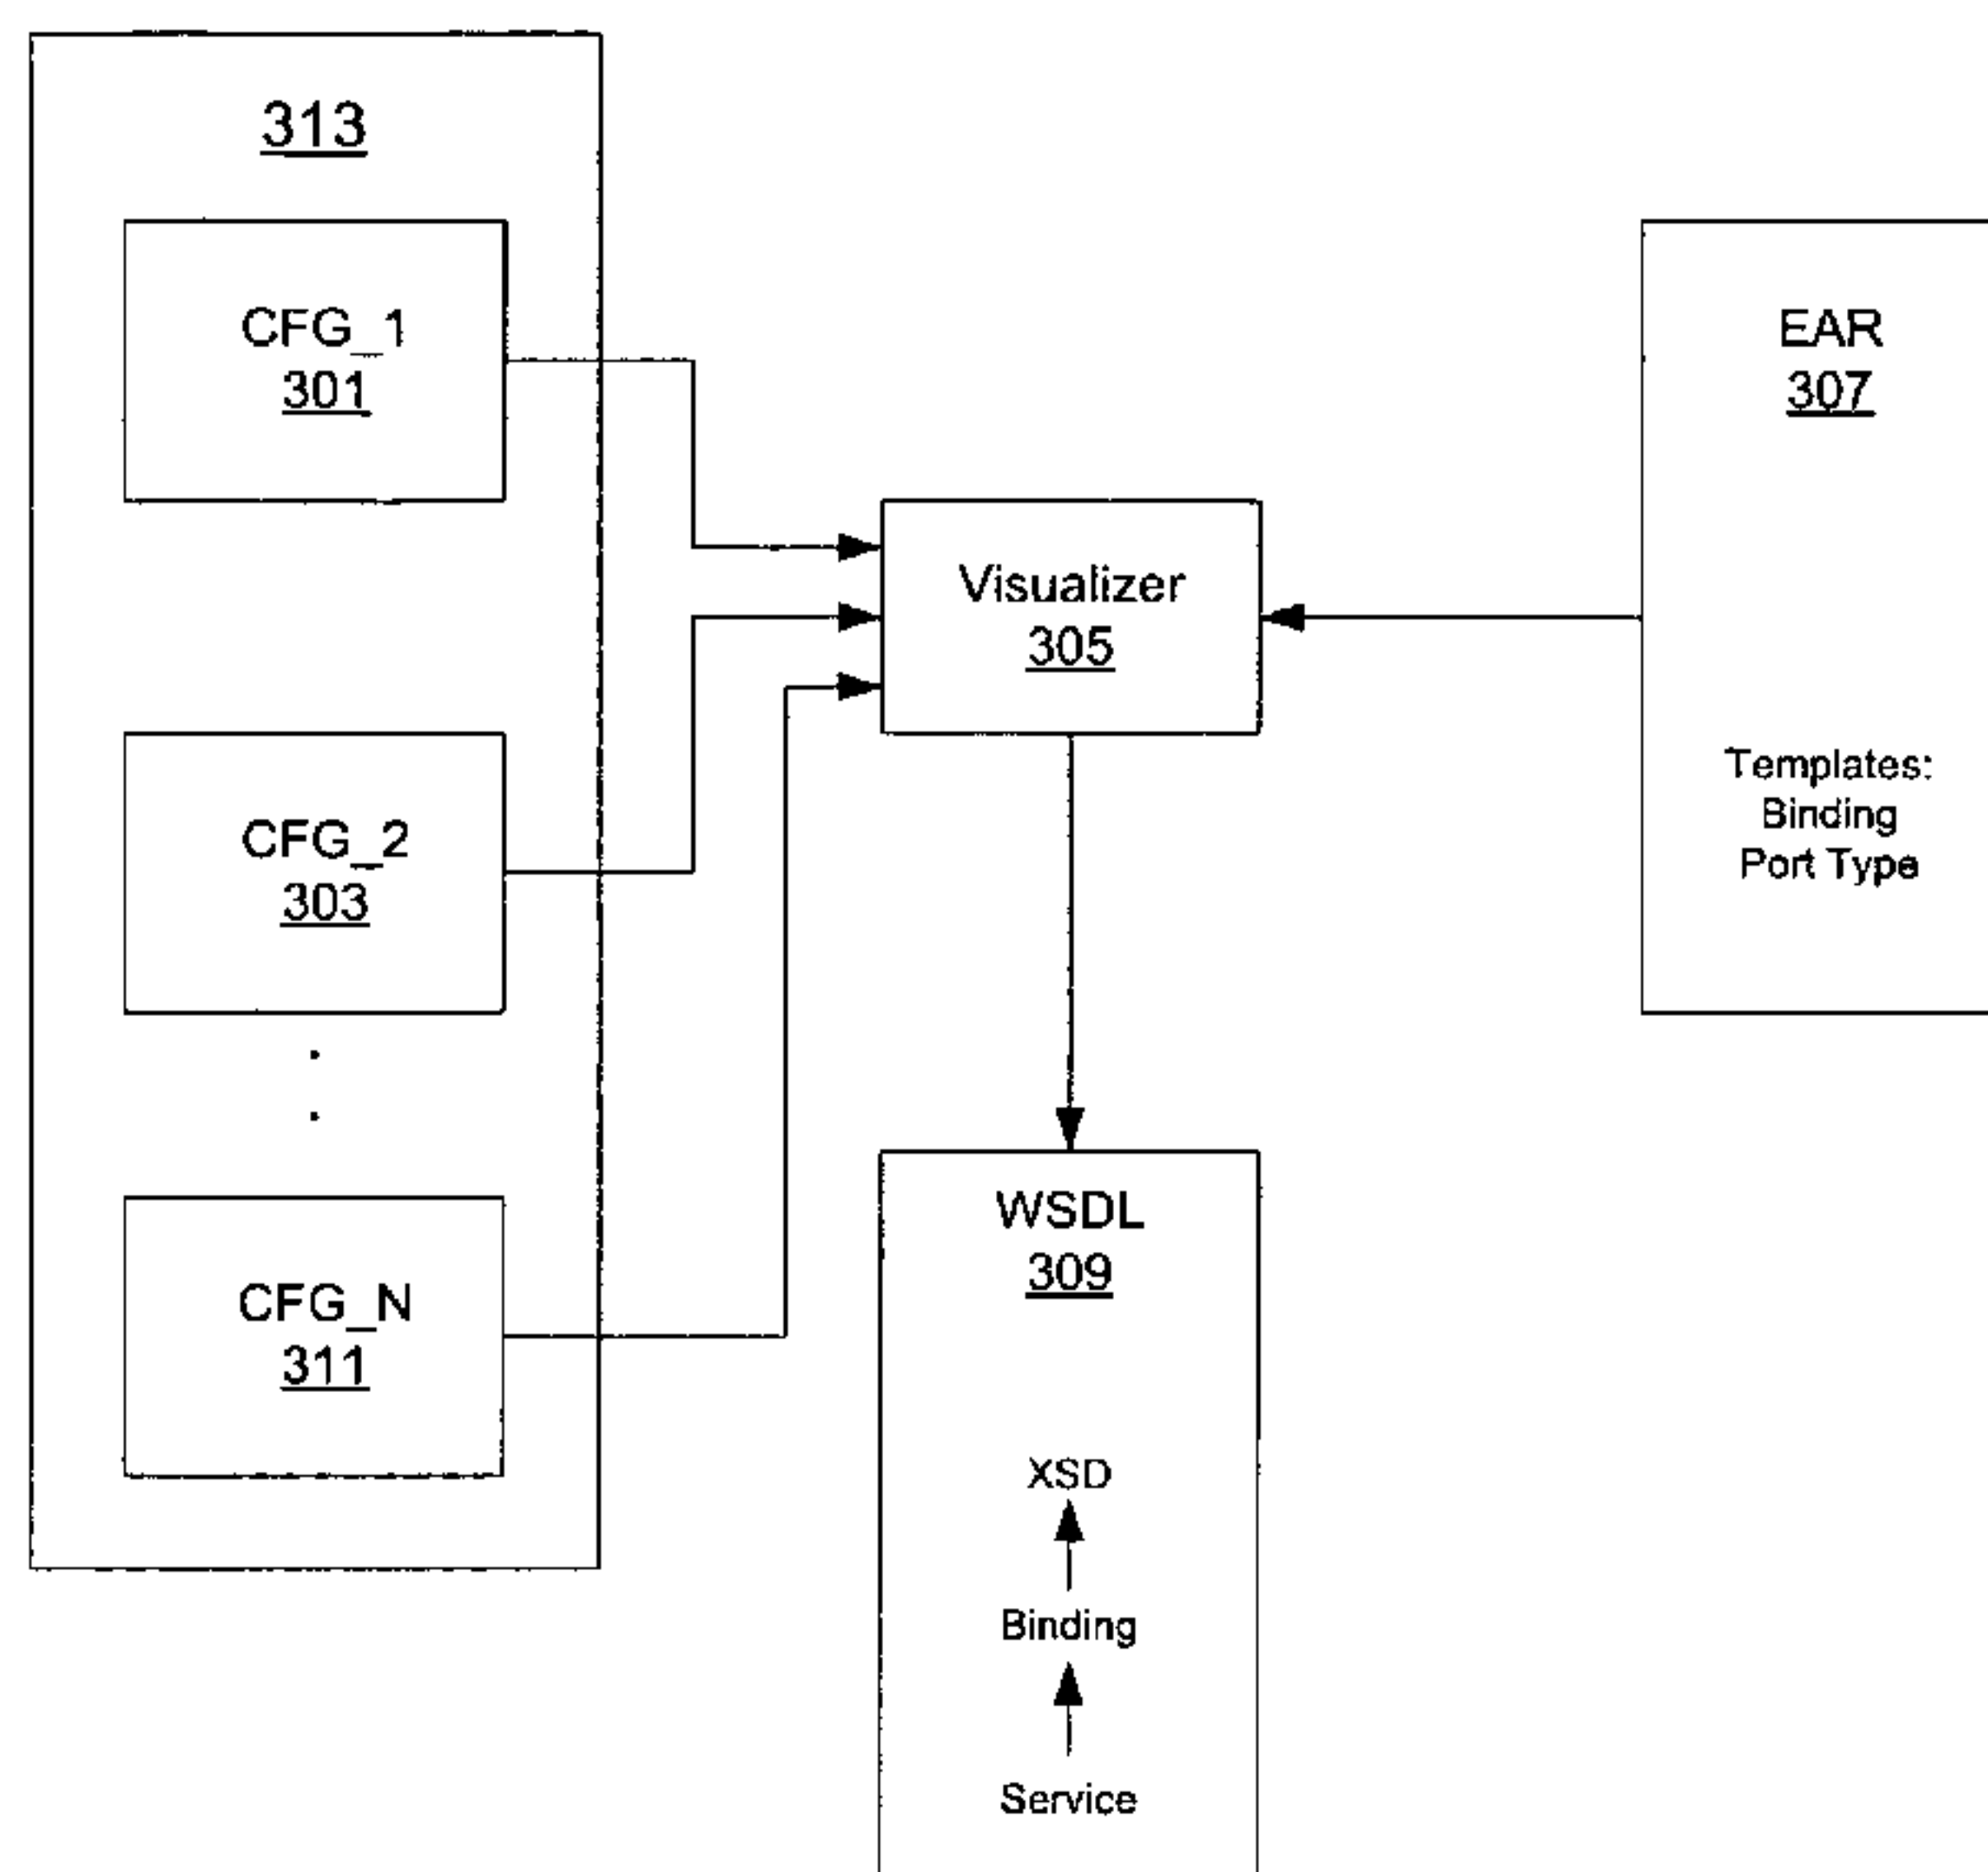 313
CFG_1
301
CFG_2
303
.
.
CFG_N
311
Visualizer
305
EAR
307
Templates:
Binding
Port Type
WSDL
309
XSD
Binding
Service